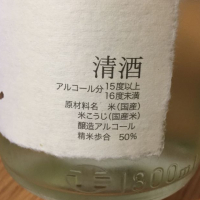 清酒
アルコール分 15度以上
16度未満
原材料名 米(国産)
米こうじ(国産米)
醸造アルコール
精米歩合 50%
1800ml